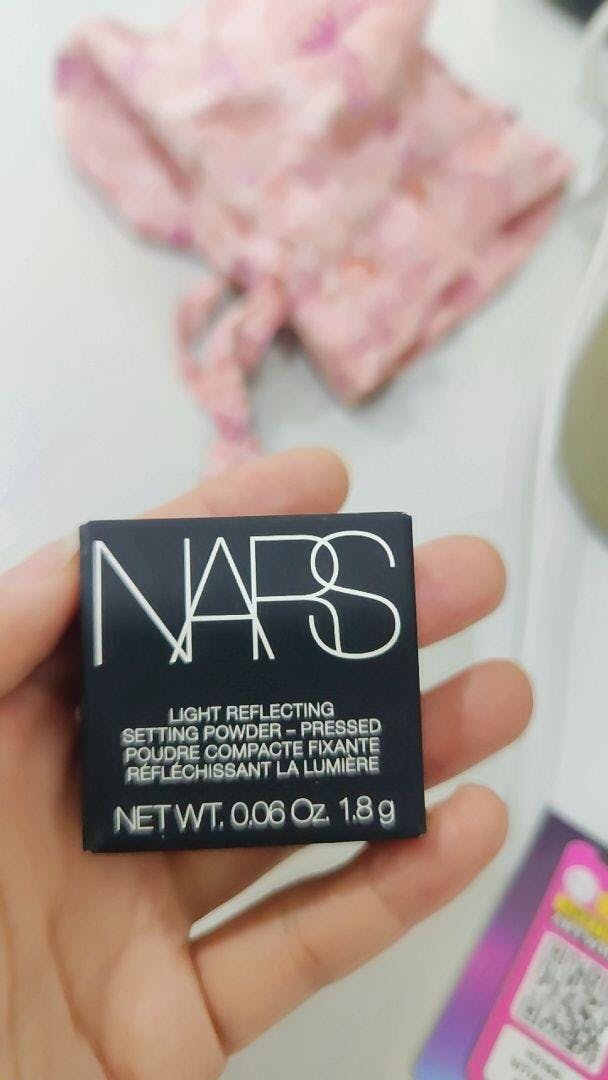 NARS
LIGHT REFLECTING
SETTING POWDER – PRESSED
POUDRE COMPACTE FIXANTE
RÉFLÉCHISSANT LA LUMIÈRE
NET WT. 0.06 Oz. 1.8 g